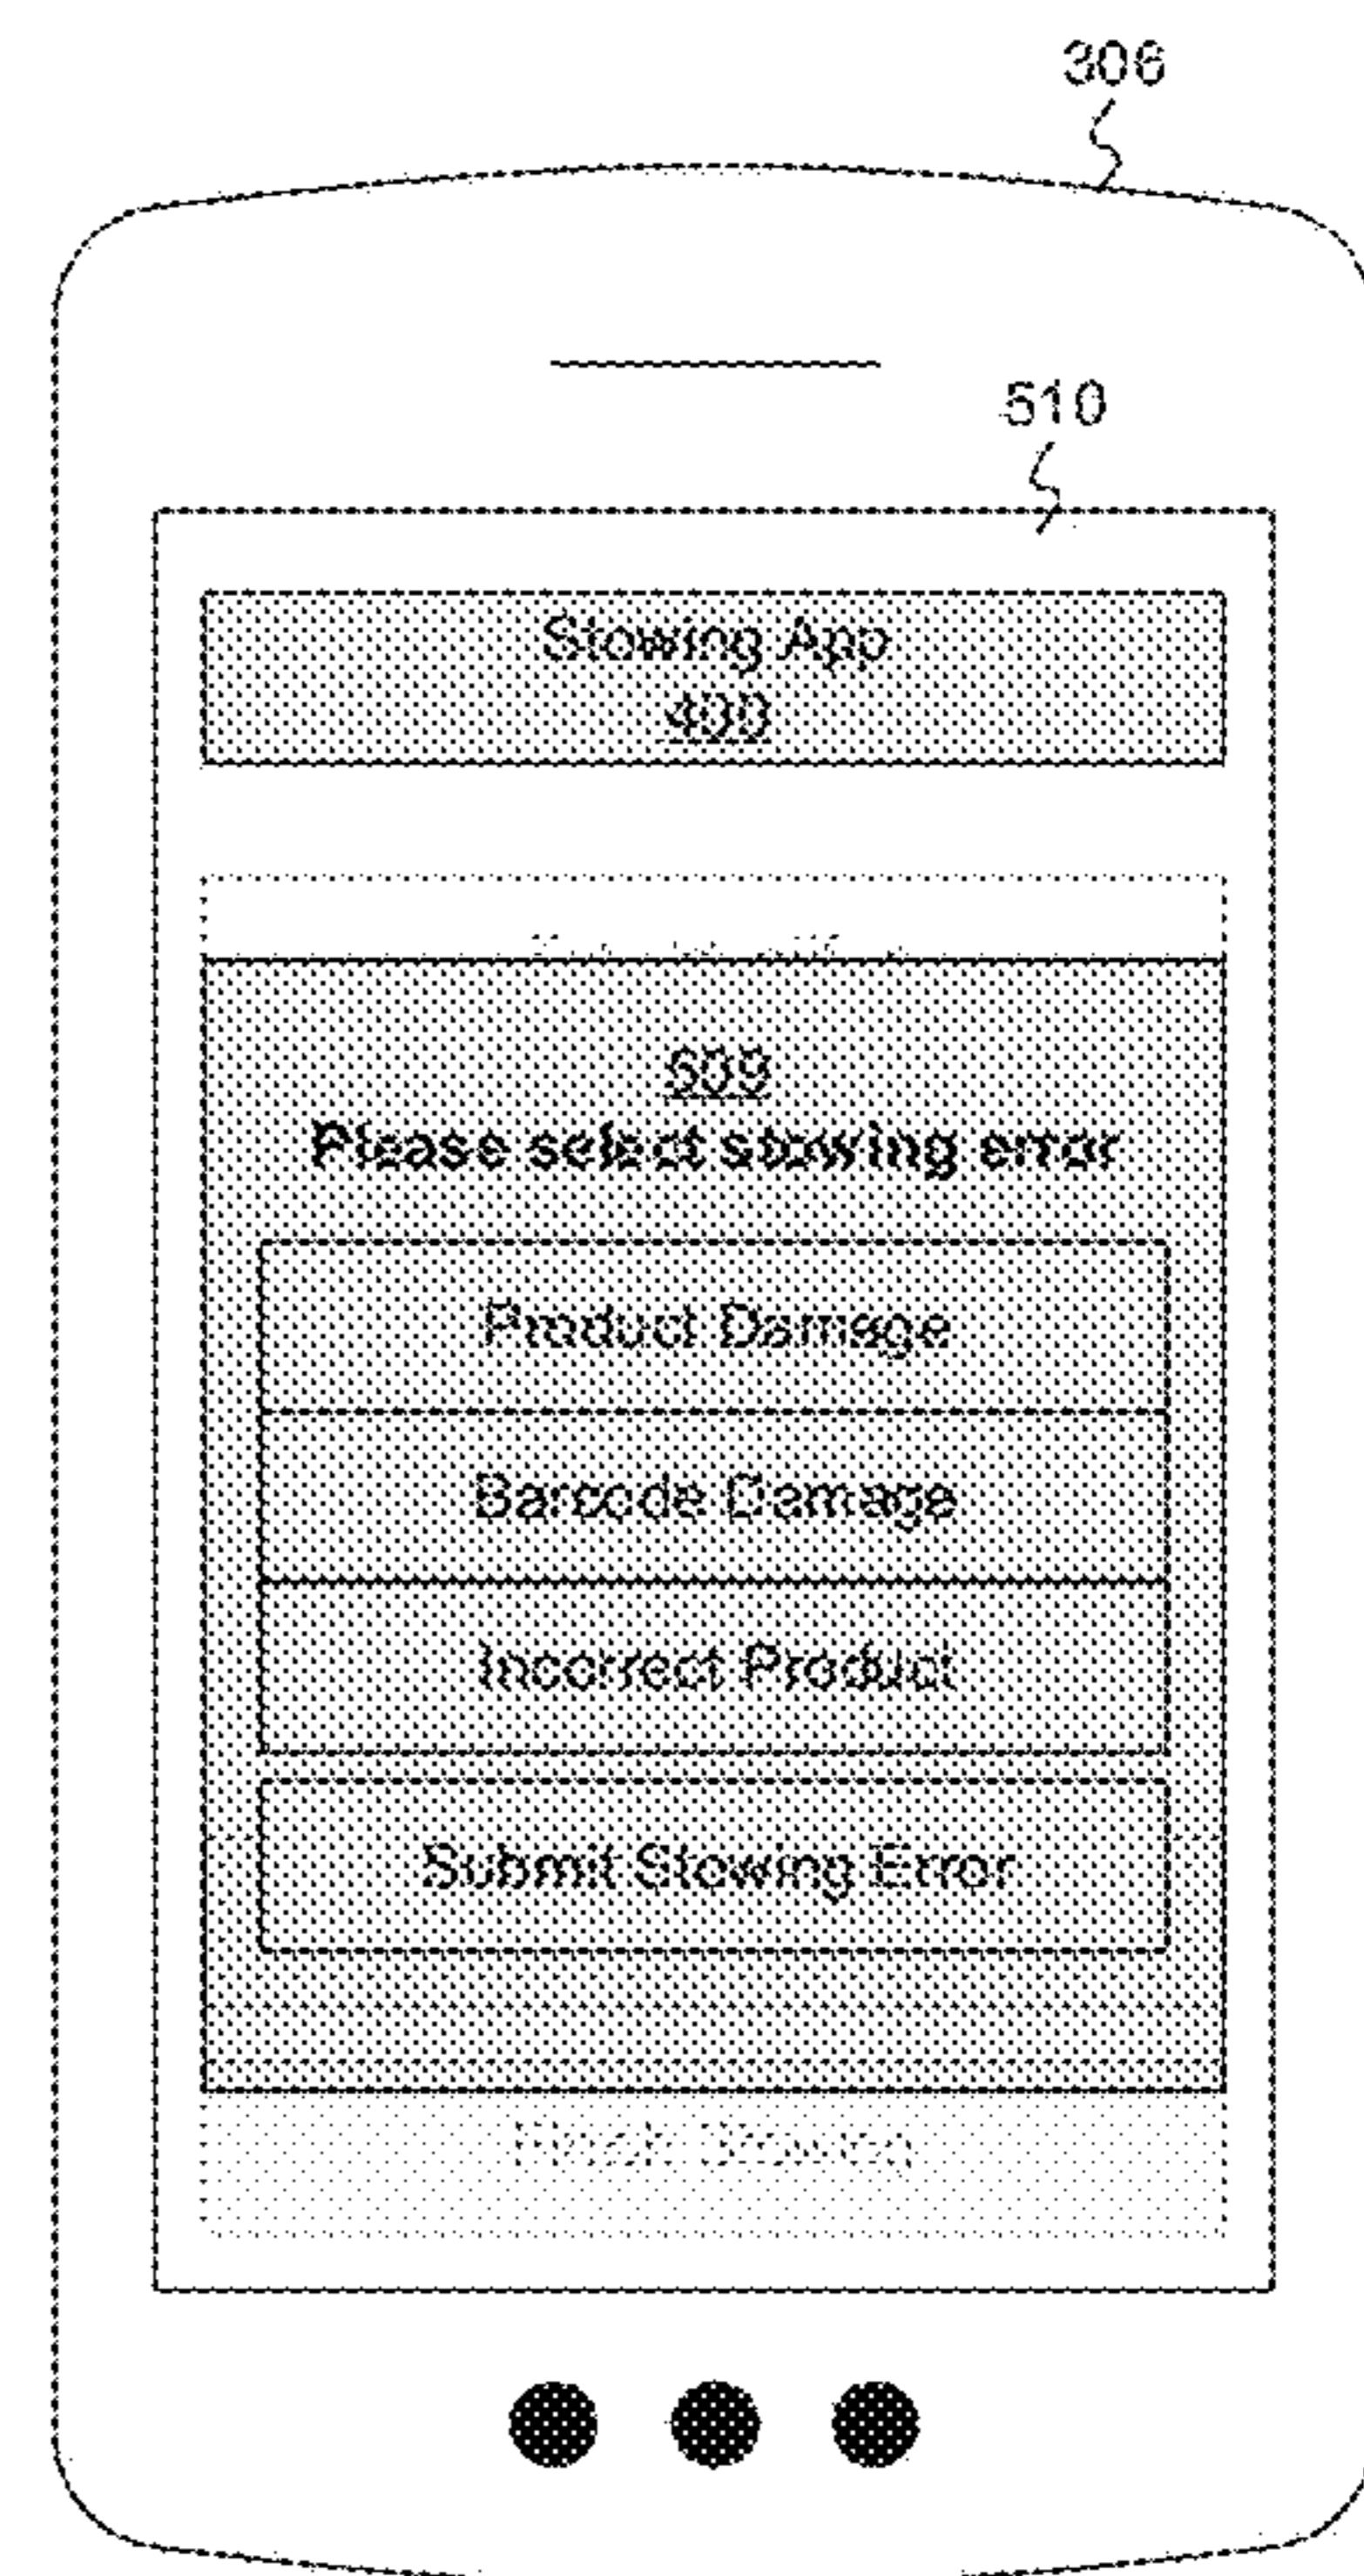 306
510
Stowing App
400
509
Please select stowing error
Product Damage
Barcode Damage
Incorrect Product
Submit Stowing Error